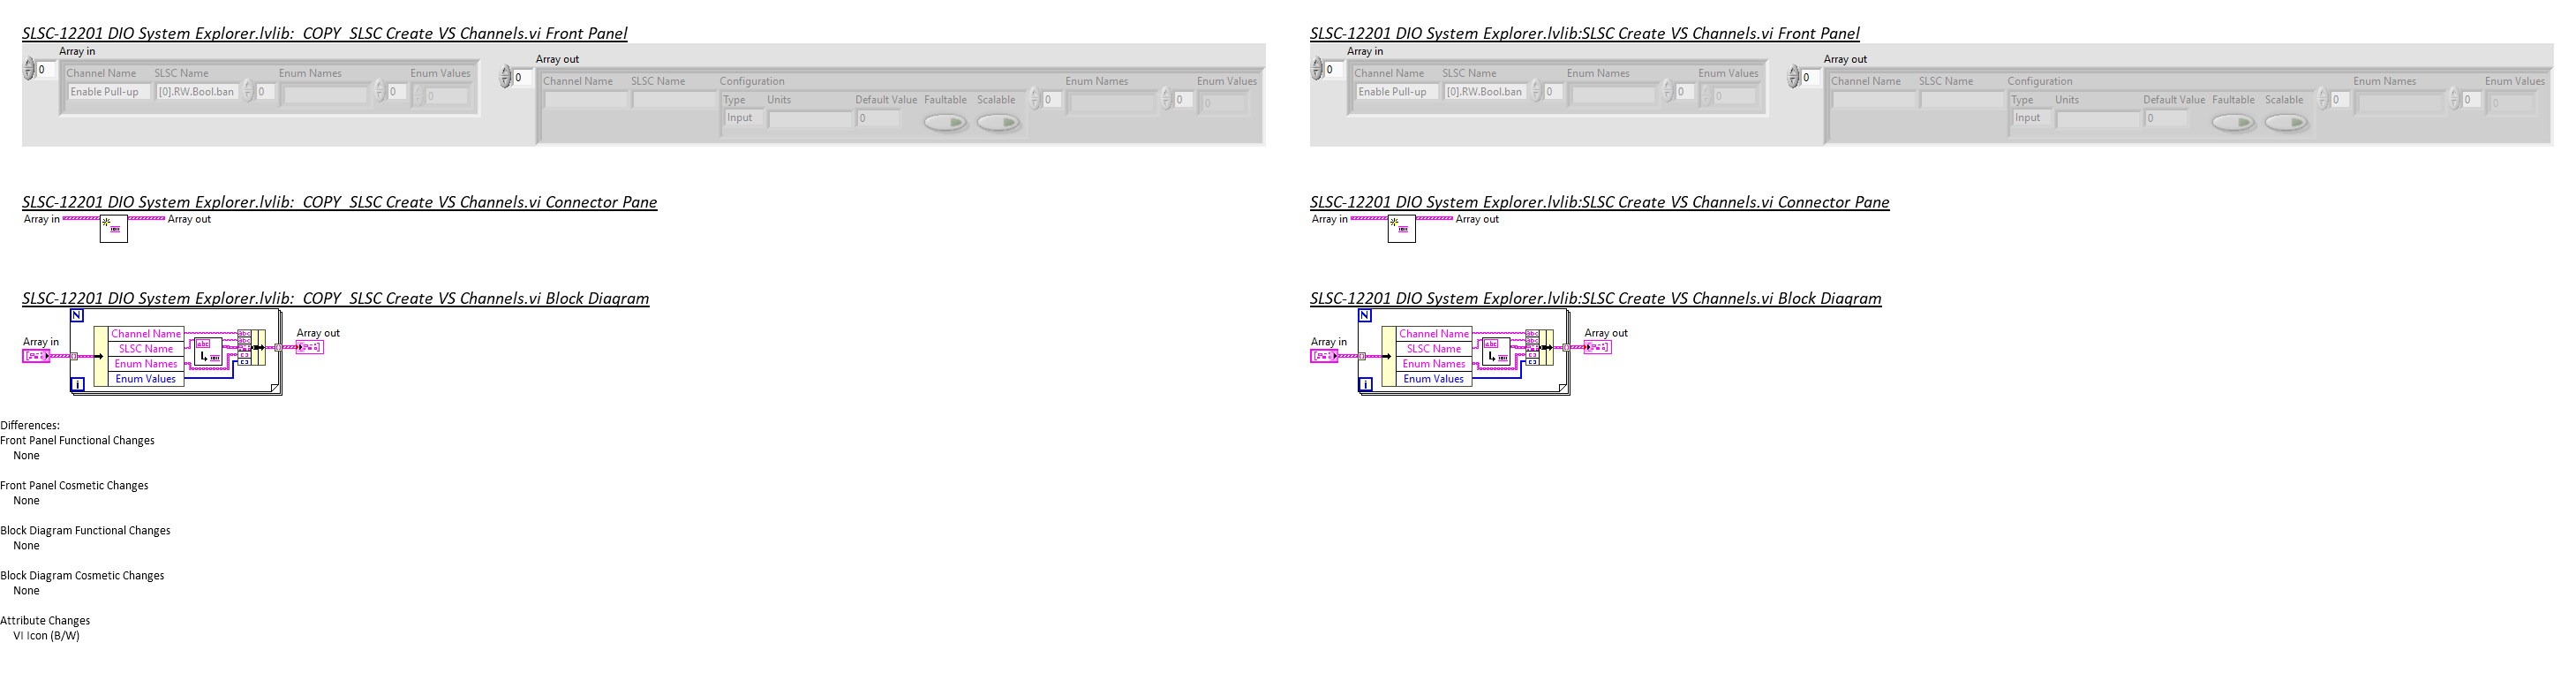 SLSC-12201 DIO System Explorer.lvlib:_COPY_SLSC Create VS Channels.vi Front Panel
Array in
0
Channel Name SLSC Name Enum Names Enum Values
Enable Pull-up [0].RW.Bool.ban 0 0 0
Array out
0
Channel Name SLSC Name Configuration Enum Names Enum Values
Type Units Default Value Faultable Scalable 0 0 0
Input 0
SLSC-12201 DIO System Explorer.lvlib:_COPY_SLSC Create VS Channels.vi Connector Pane
Array in Array out
SLSC-12201 DIO System Explorer.lvlib:_COPY_SLSC Create VS Channels.vi Block Diagram
N
Array in
Channel Name
SLSC Name
Enum Names
Enum Values
abc
Array out
i
Differences:
Front Panel Functional Changes
None
Front Panel Cosmetic Changes
None
Block Diagram Functional Changes
None
Block Diagram Cosmetic Changes
None
Attribute Changes
VI Icon (B/W)
SLSC-12201 DIO System Explorer.lvlib:SLSC Create VS Channels.vi Front Panel
Array in
0
Channel Name SLSC Name Enum Names Enum Values
Enable Pull-up [0].RW.Bool.ban 0 0 0
Array out
0
Channel Name SLSC Name Configuration Enum Names Enum Values
Type Units Default Value Faultable Scalable 0 0 0
Input 0
SLSC-12201 DIO System Explorer.lvlib:SLSC Create VS Channels.vi Connector Pane
Array in Array out
SLSC-12201 DIO System Explorer.lvlib:SLSC Create VS Channels.vi Block Diagram
N
Array in
Channel Name
SLSC Name
Enum Names
Enum Values
abc
Array out
i